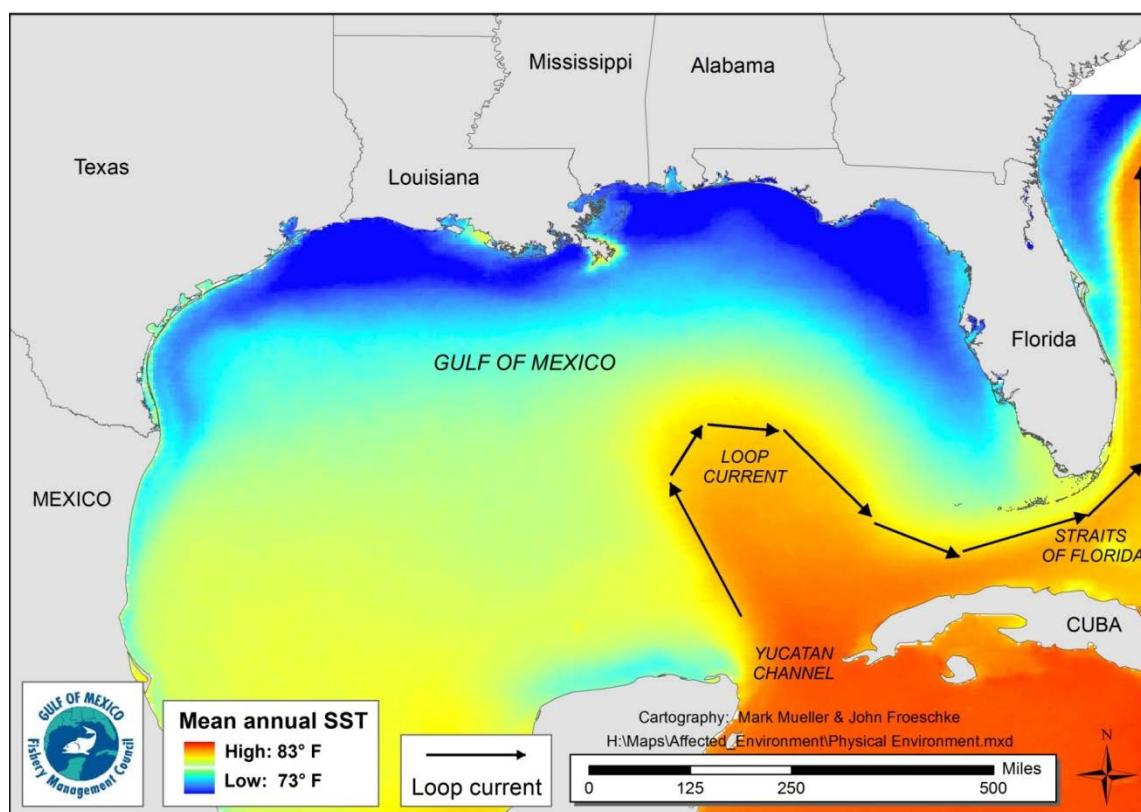 Mississippi
Alabama
Texas
Louisiana
GULF OF MEXICO
Florida
LOOP
CURRENT
MEXICO
STRAITS
OF FLORIDA
CUBA
YUCATAN
CHANNEL
GULF OF MEXICO
Fishery Management Council
Mean annual SST
High: 83° F
Low: 73° F
Loop current
Cartography: Mark Mueller & John Froeschke
H:\Maps\Affected_Environment\Physical Environment.mxd
Miles
0 125 250 500
N